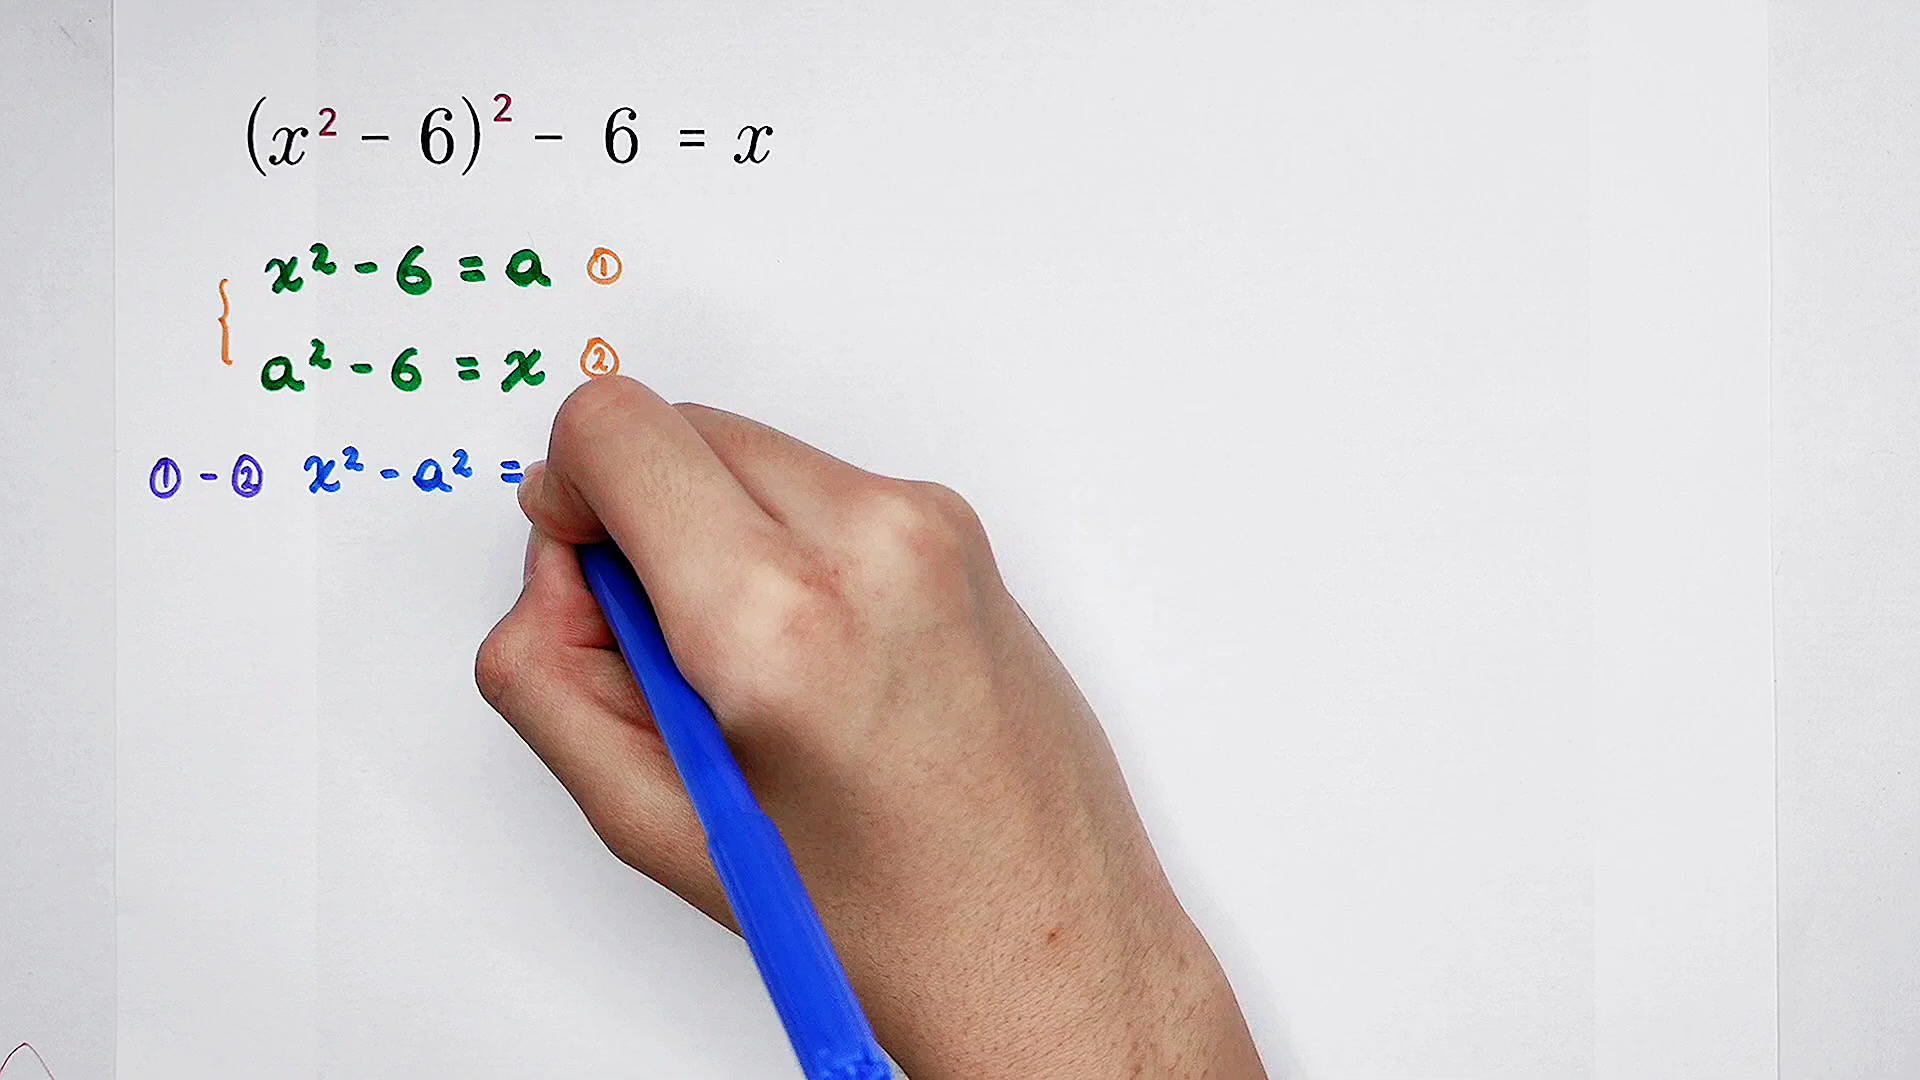 (x² − 6)² − 6 = x
x² − 6 = a ①
{
a² − 6 = x ②
① − ② x² − a² =